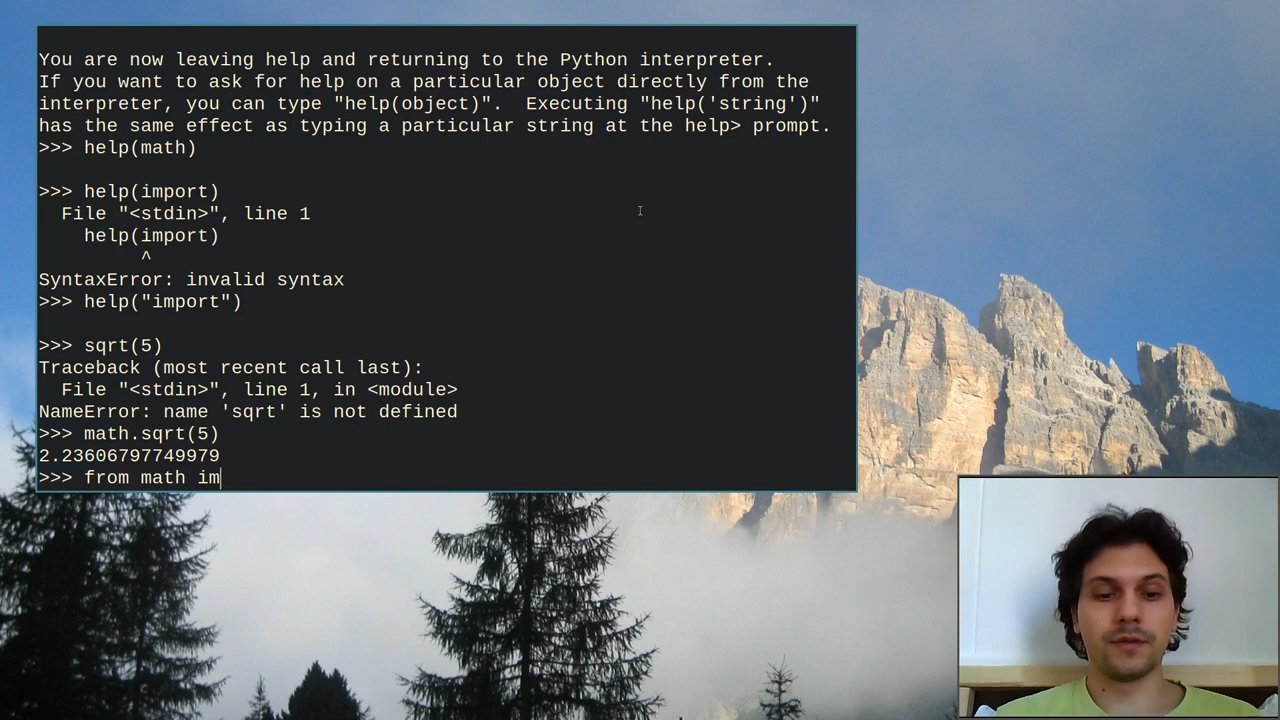 You are now leaving help and returning to the Python interpreter.
If you want to ask for help on a particular object directly from the
interpreter, you can type "help(object)".  Executing "help('string')"
has the same effect as typing a particular string at the help> prompt.
>>> help(math)
>>> help(import)
  File "<stdin>", line 1
    help(import)
         ^
SyntaxError: invalid syntax
>>> help("import")
>>> sqrt(5)
Traceback (most recent call last):
  File "<stdin>", line 1, in <module>
NameError: name 'sqrt' is not defined
>>> math.sqrt(5)
2.23606797749979
>>> from math im